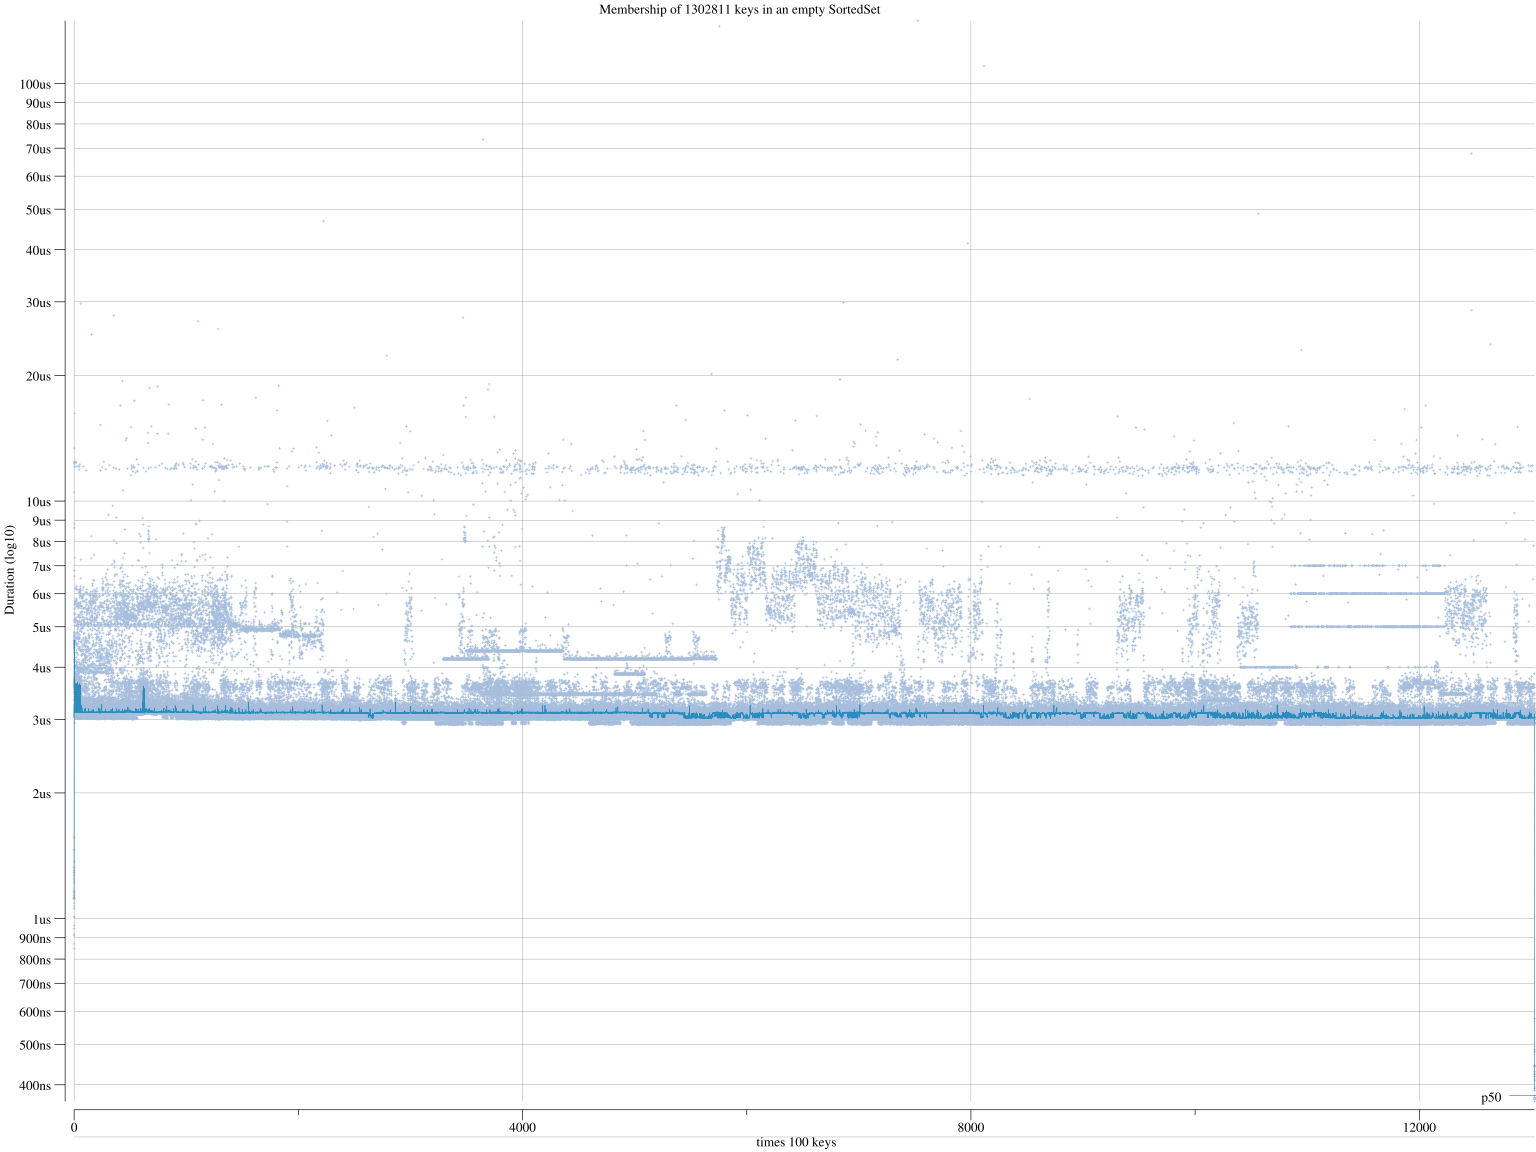 Membership of 1302811 keys in an empty SortedSet
100us
90us
80us
70us
60us
50us
40us
30us
20us
10us
9us
8us
7us
6us
5us
4us
3us
2us
1us
900ns
800ns
700ns
600ns
500ns
400ns
Duration (log10)
p50
0
4000
8000
12000
times 100 keys